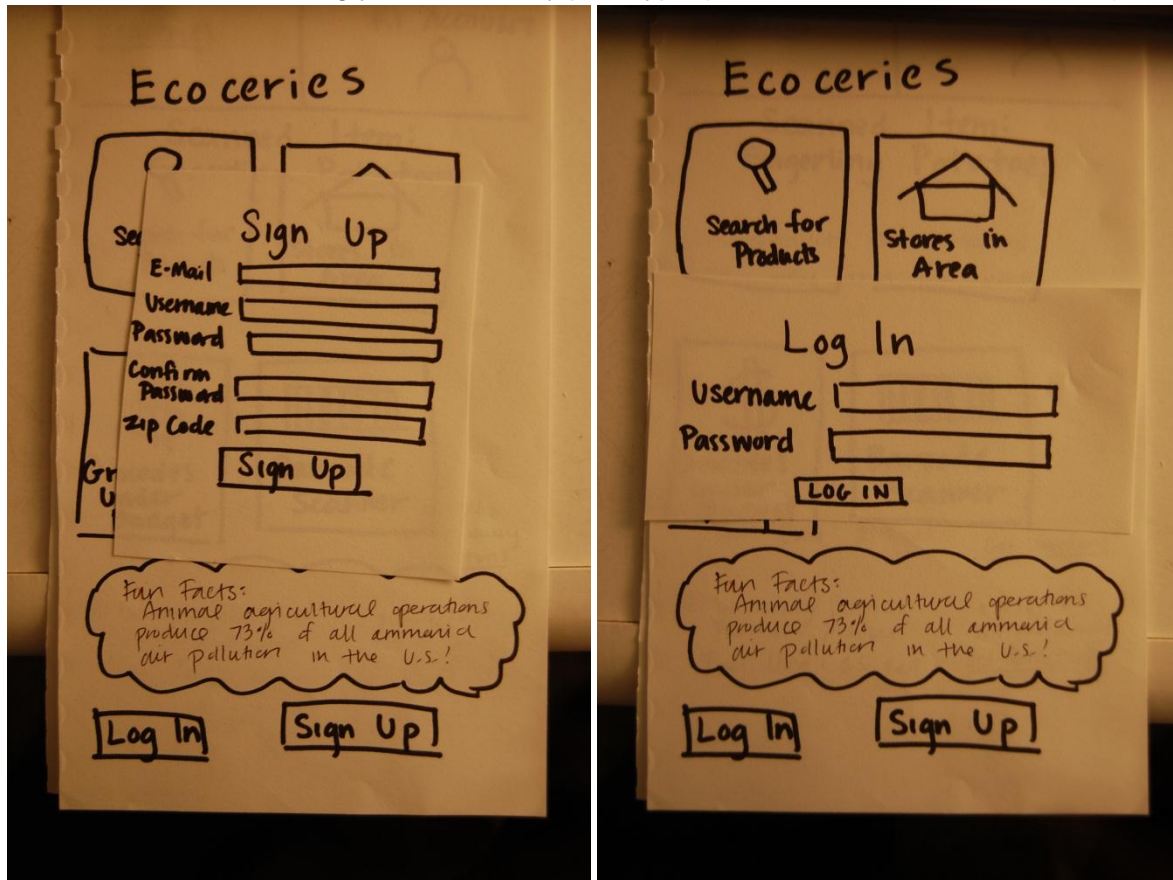 Ecoceries
Sign Up
E-Mail
Username
Password
Confirm
Password
Zip Code
Sign Up
Fun Facts:
Animal agricultural operations
produce 73% of all ammonia
air pollution in the U.S.!
Log In
Sign Up
Ecoceries
Search for
Products
Stores in
Area
Log In
Username
Password
LOG IN
Fun Facts:
Animal agricultural operations
produce 73% of all ammonia
air pollution in the U.S.!
Log In
Sign Up